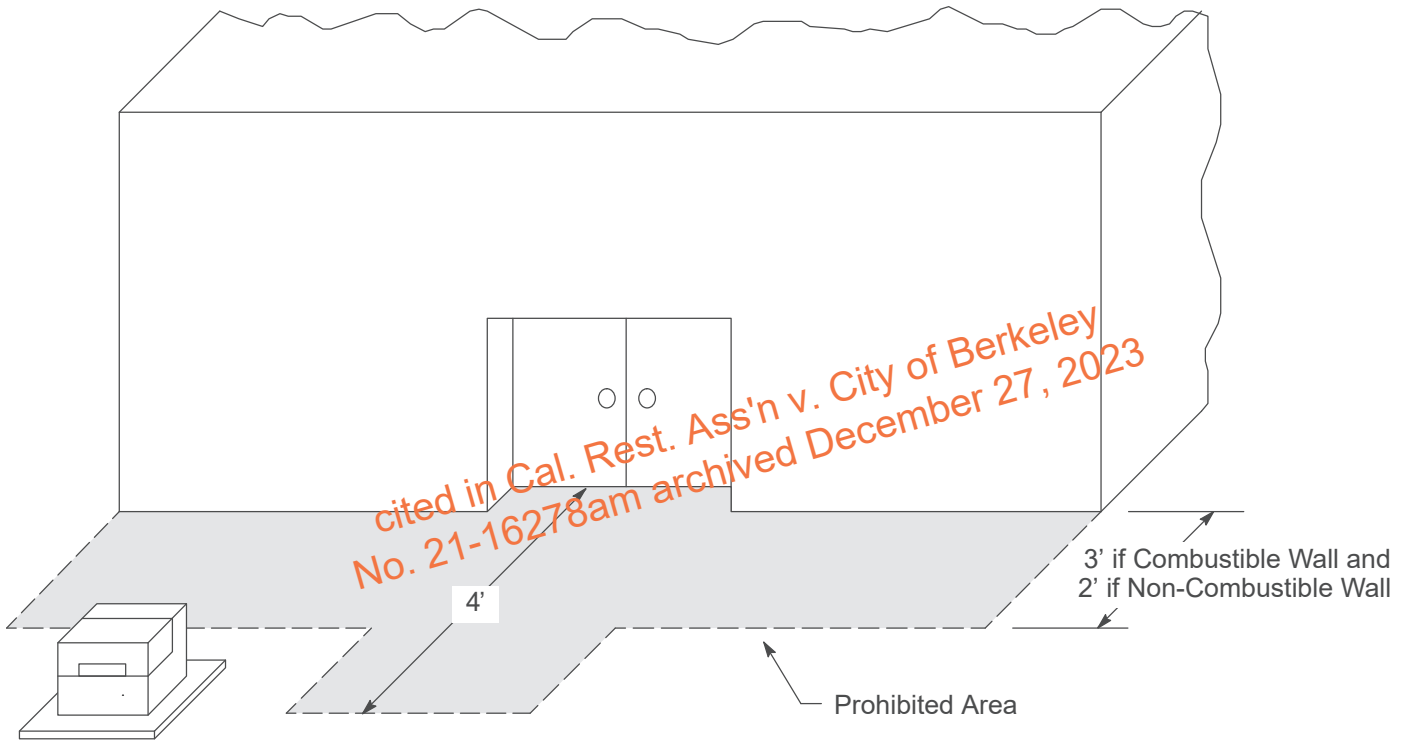 cited in Cal. Rest. Ass'n v. City of Berkeley
No. 21-16278am archived December 27, 2023
3’ if Combustible Wall and
2’ if Non-Combustible Wall
4’
Prohibited Area